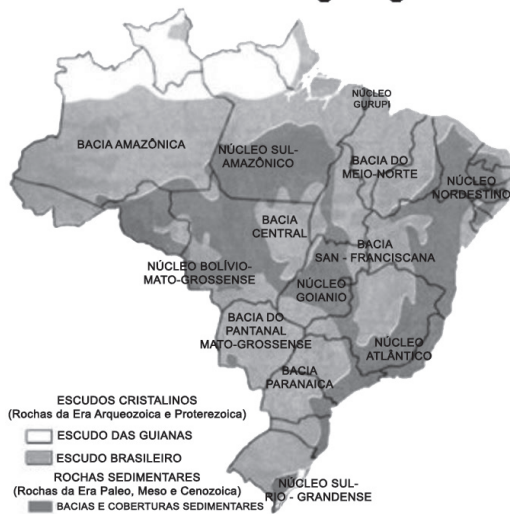 NÚCLEO
GURUPI
BACIA AMAZÔNICA
NÚCLEO SUL-
AMAZÔNICO
BACIA DO
MEIO-NORTE
NÚCLEO
NORDESTINO
BACIA
CENTRAL
BACIA
SAN - FRANCISCANA
NÚCLEO BOLÍVIO-
MATO-GROSSENSE
NÚCLEO
GOIANIO
BACIA DO
PANTANAL
MATO-GROSSENSE
NÚCLEO
ATLÂNTICO
BACIA
PARANAICA
ESCUDOS CRISTALINOS
(Rochas da Era Arqueozoica e Proterezoica)
ESCUDO DAS GUIANAS
ESCUDO BRASILEIRO
ROCHAS SEDIMENTARES
(Rochas da Era Paleo, Meso e Cenozoica)
BACIAS E COBERTURAS SEDIMENTARES
NÚCLEO SUL-
RIO - GRANDENSE